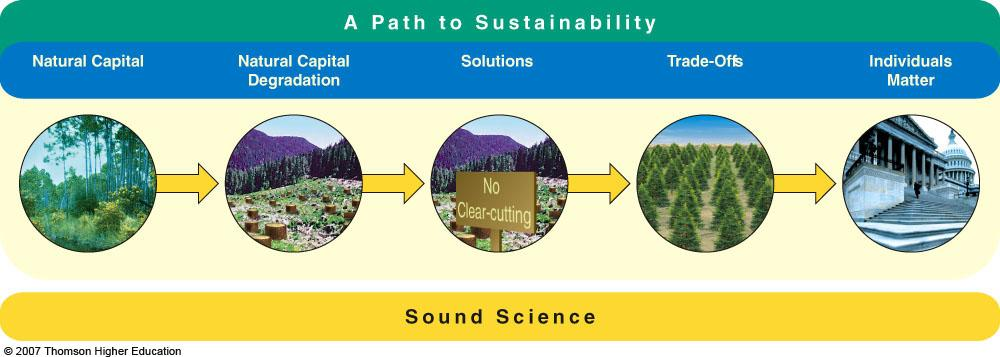 A Path to Sustainability
Natural Capital
Natural Capital
Degradation
Solutions
Trade-Offs
Individuals
Matter
No
Clear-cutting
Sound Science
© 2007 Thomson Higher Education